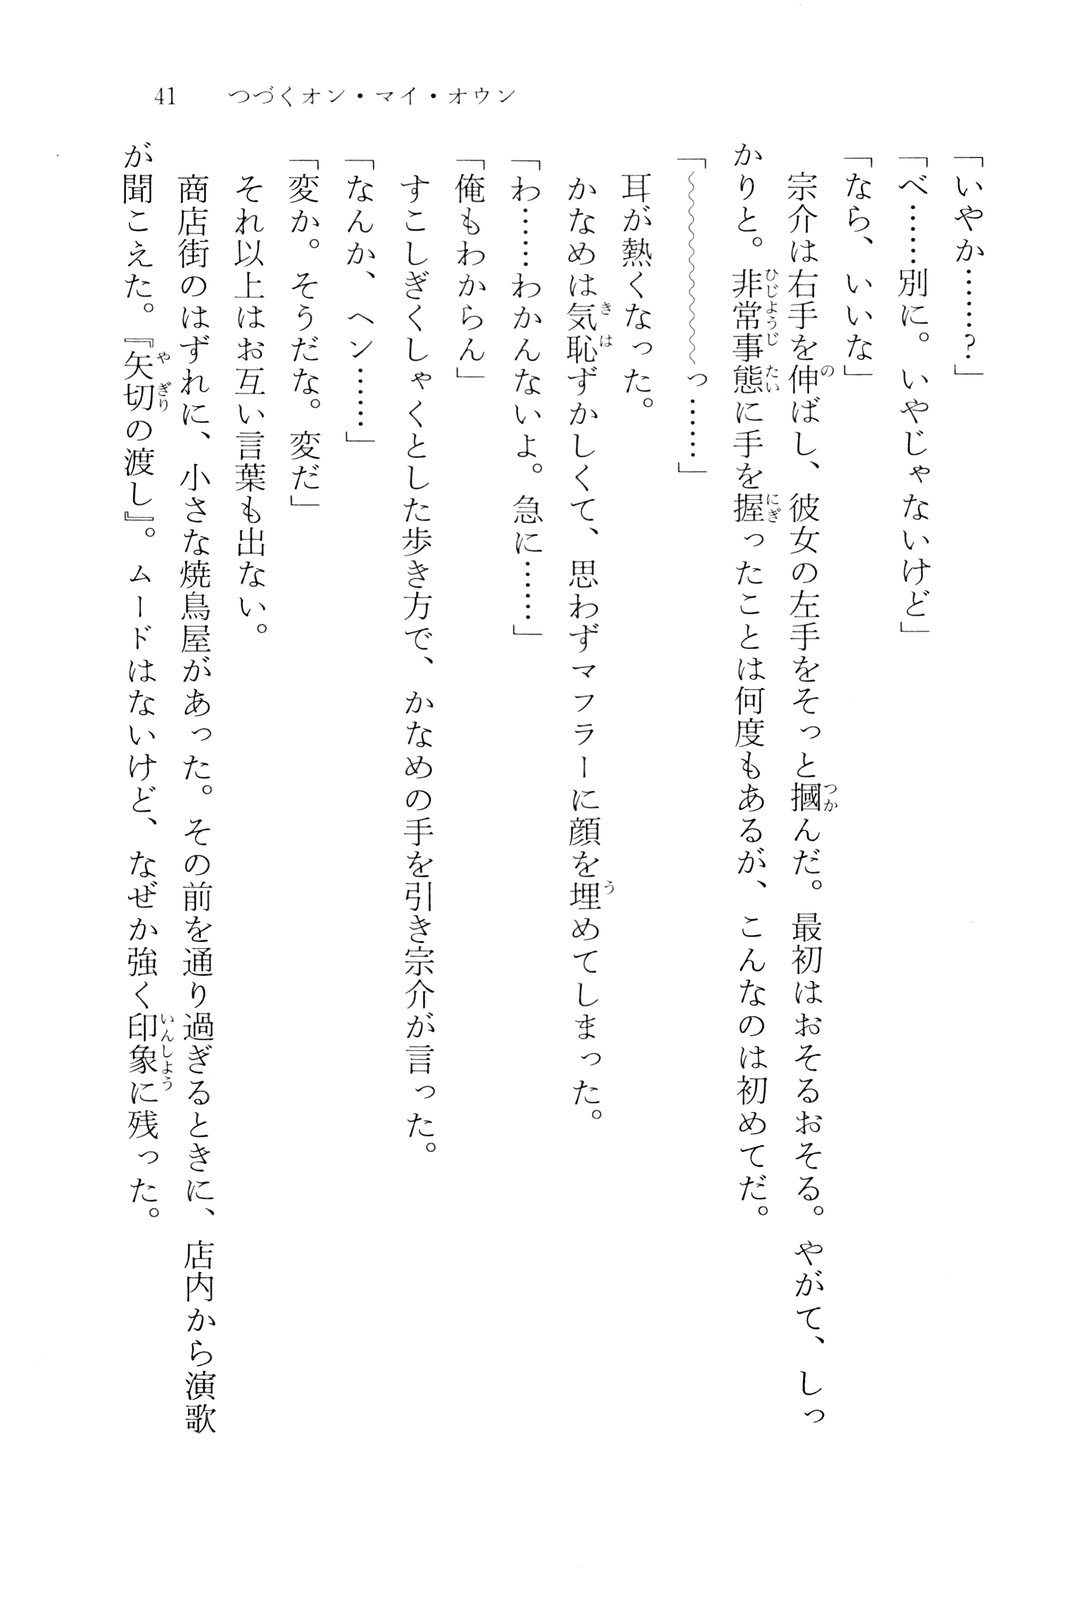 41　つづくオン・マイ・オウン
「いやか……？」
「べ……別に。いやじゃないけど」
「なら、いいな」
　宗介は右手を伸ばし、彼女の左手をそっと摑んだ。最初はおそるおそる。やがて、しっ
かりと。非常事態に手を握ったことは何度もあるが、こんなのは初めてだ。
「～～～～～～～～っ……」
　耳が熱くなった。
　かなめは気恥ずかしくて、思わずマフラーに顔を埋めてしまった。
「わ……わかんないよ。急に……」
「俺もわからん」
　すこしぎくしゃくとした歩き方で、かなめの手を引き宗介が言った。
「なんか、ヘン……」
「変か。そうだな。変だ」
　それ以上はお互い言葉も出ない。
　商店街のはずれに、小さな焼鳥屋があった。その前を通り過ぎるときに、店内から演歌
が聞こえた。『矢切の渡し』。ムードはないけど、なぜか強く印象に残った。